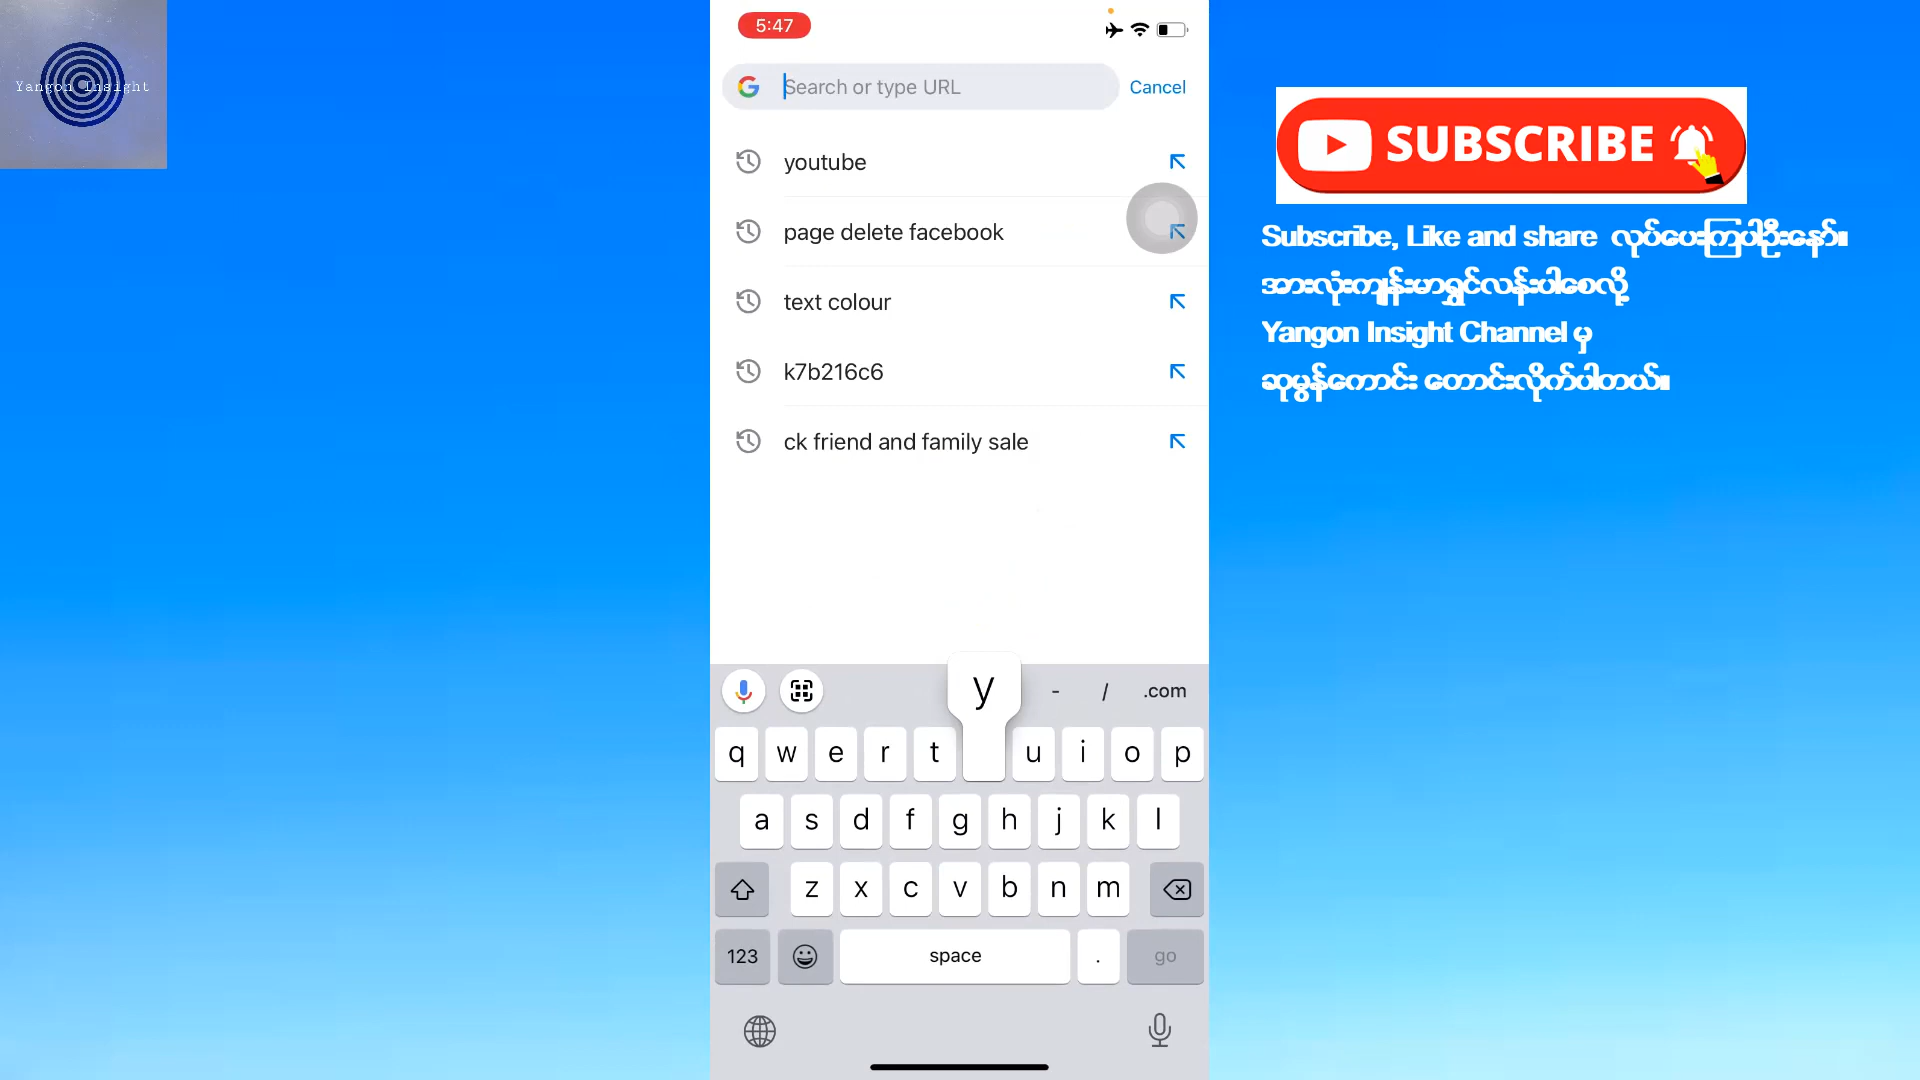 Yangon Insight
5:47
Search or type URL
Cancel
youtube
page delete facebook
text colour
k7b216c6
ck friend and family sale
y
-
/
.com
q w e r t u i o p
a s d f g h j k l
z x c v b n m
123
space
.
go
SUBSCRIBE
Subscribe, Like and share လုပ်ပေးကြပါဦးနော်။
အားလုံးကျန်းမာရွှင်လန်းပါစေလို့
Yangon Insight Channel မှ
ဆုမွန်ကောင်း တောင်းလိုက်ပါတယ်။